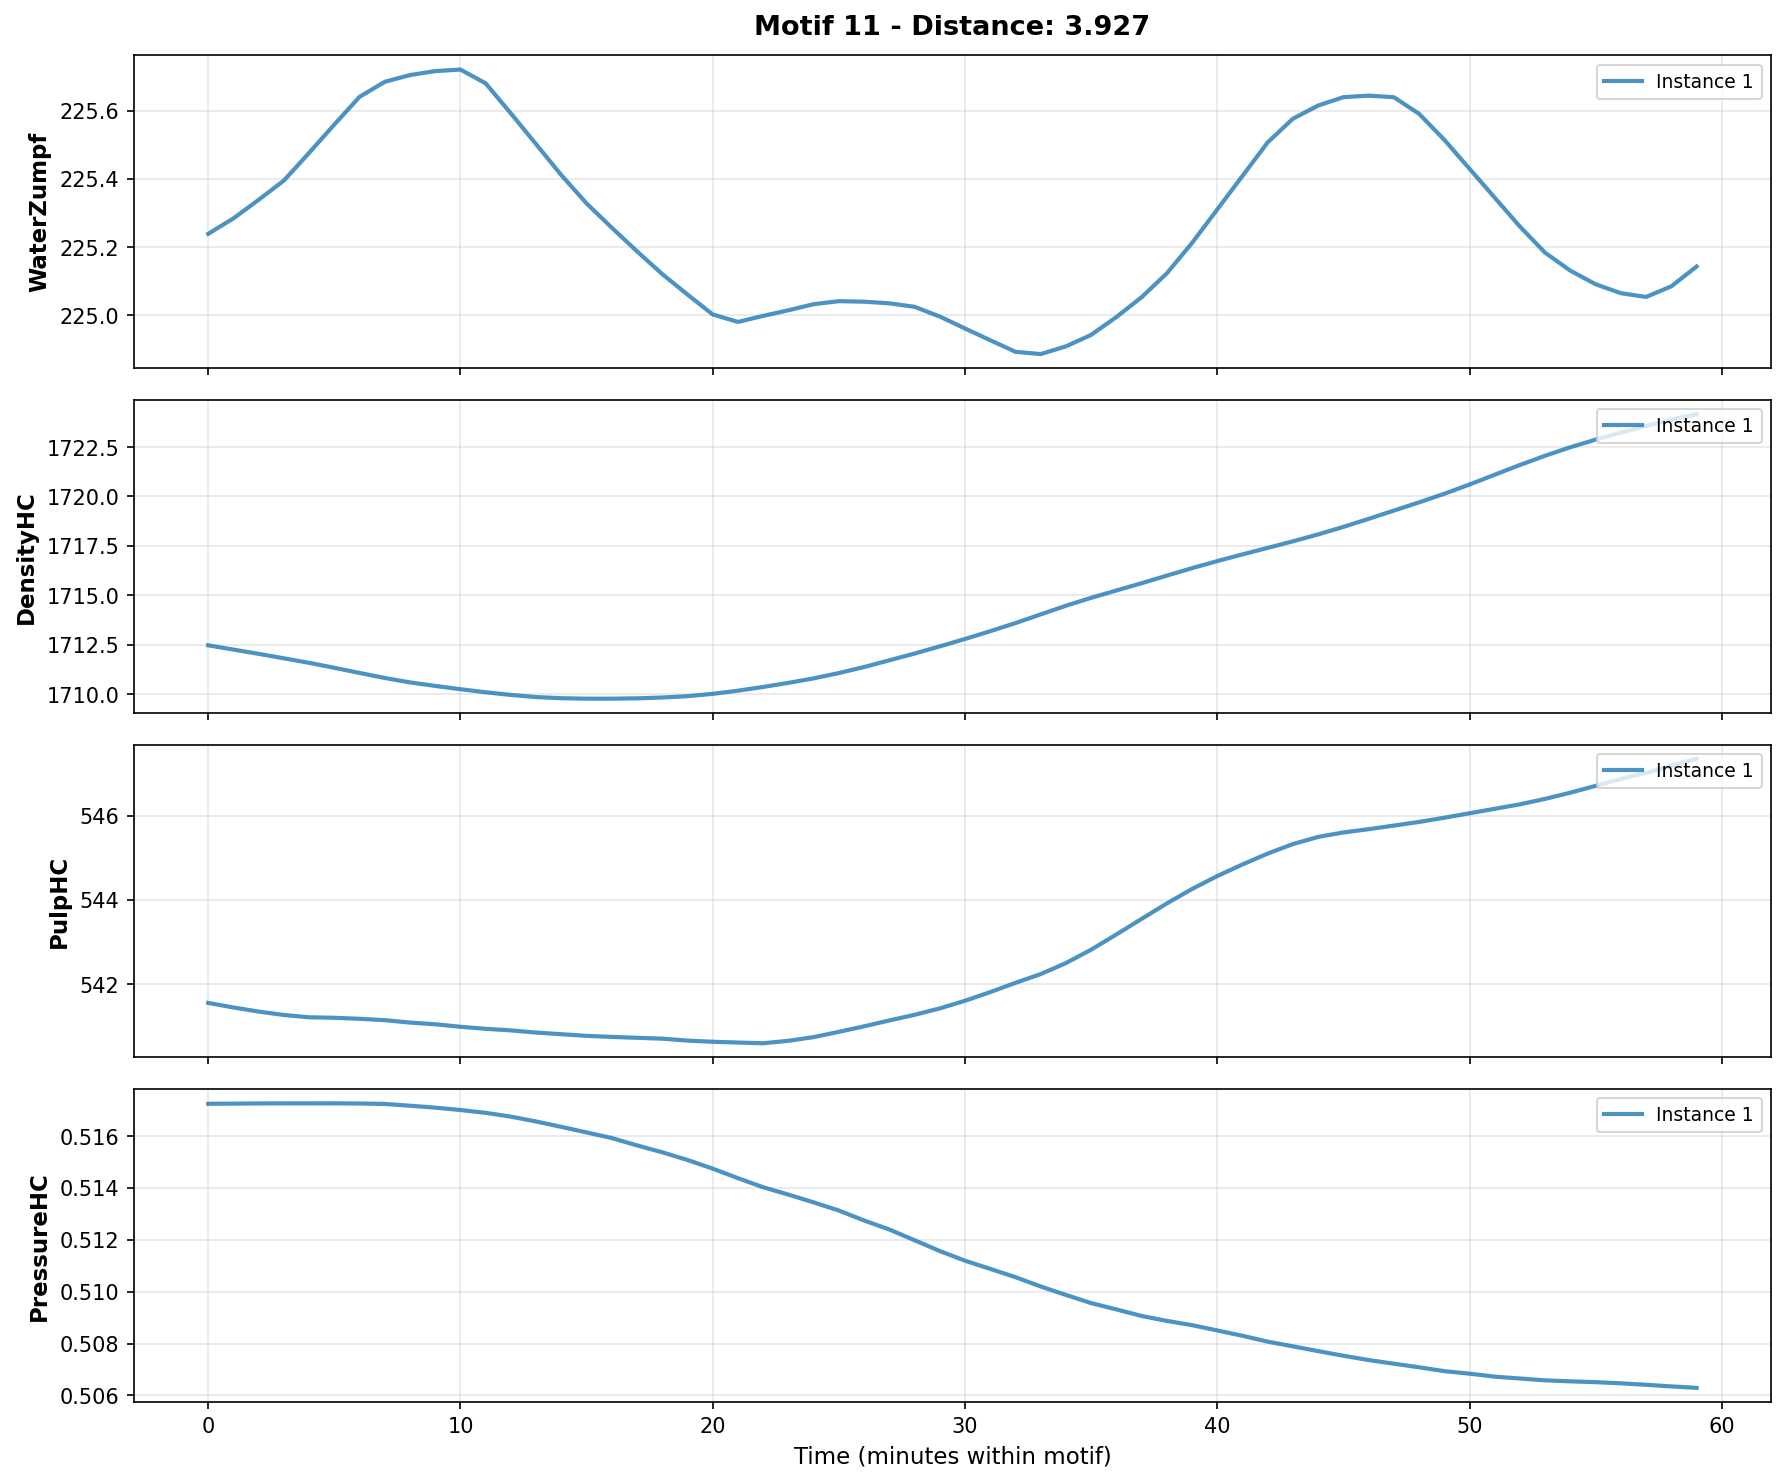 Motif 11 - Distance: 3.927
WaterZumpf
225.6
225.4
225.2
225.0
Instance 1
DensityHC
1722.5
1720.0
1717.5
1715.0
1712.5
1710.0
Instance 1
PulpHC
546
544
542
Instance 1
PressureHC
0.516
0.514
0.512
0.510
0.508
0.506
Instance 1
0 10 20 30 40 50 60
Time (minutes within motif)